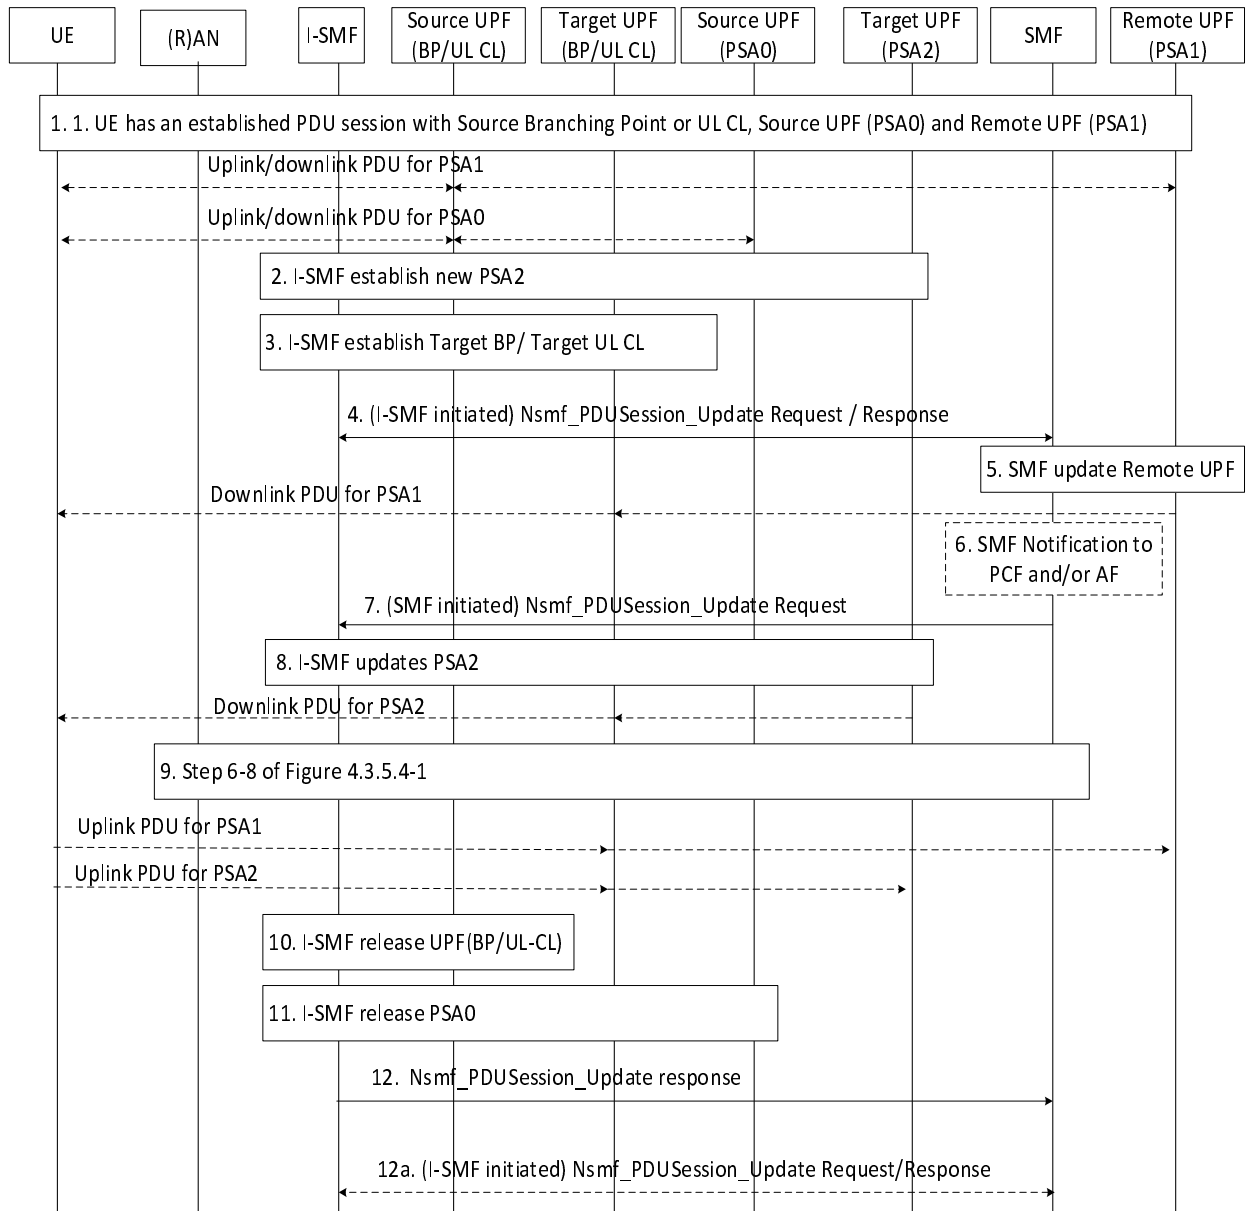 UE
(R)AN
I-SMF
Source UPF
(BP/UL CL)
Target UPF
(BP/UL CL)
Source UPF
(PSA0)
Target UPF
(PSA2)
SMF
Remote UPF
(PSA1)
1. 1. UE has an established PDU session with Source Branching Point or UL CL, Source UPF (PSA0) and Remote UPF (PSA1)
Uplink/downlink PDU for PSA1
Uplink/downlink PDU for PSA0
2. I-SMF establish new PSA2
3. I-SMF establish Target BP/ Target UL CL
4. (I-SMF initiated) Nsmf_PDUSession_Update Request / Response
5. SMF update Remote UPF
Downlink PDU for PSA1
6. SMF Notification to
PCF and/or AF
7. (SMF initiated) Nsmf_PDUSession_Update Request
8. I-SMF updates PSA2
Downlink PDU for PSA2
9. Step 6-8 of Figure 4.3.5.4-1
Uplink PDU for PSA1
Uplink PDU for PSA2
10. I-SMF release UPF(BP/UL-CL)
11. I-SMF release PSA0
12. Nsmf_PDUSession_Update response
12a. (I-SMF initiated) Nsmf_PDUSession_Update Request/Response